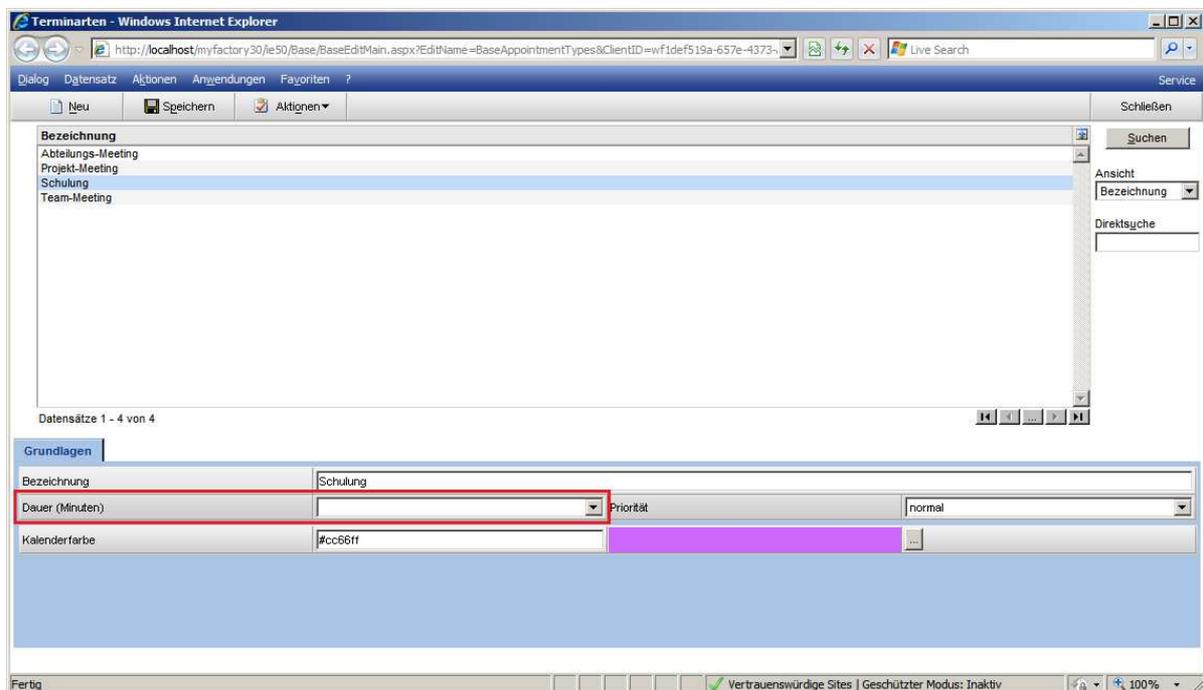 Terminarten - Windows Internet Explorer
http://localhost/myfactory30/ie50/Base/BaseEditMain.aspx?EditName=BaseAppointmentTypes&ClientID=wf1def519a-657e-4373-
Live Search
Dialog Datensatz Aktionen Anwendungen Favoriten ? Service
Neu Speichern Aktionen Schließen
Bezeichnung
Suchen
Abteilungs-Meeting
Projekt-Meeting
Schulung
Team-Meeting
Ansicht
Bezeichnung
Direktsuche
Datensätze 1 - 4 von 4
...
Grundlagen
Bezeichnung Schulung
Dauer (Minuten) Priorität normal
Kalenderfarbe #cc66ff ...
Fertig Vertrauenswürdige Sites | Geschützter Modus: Inaktiv 100%